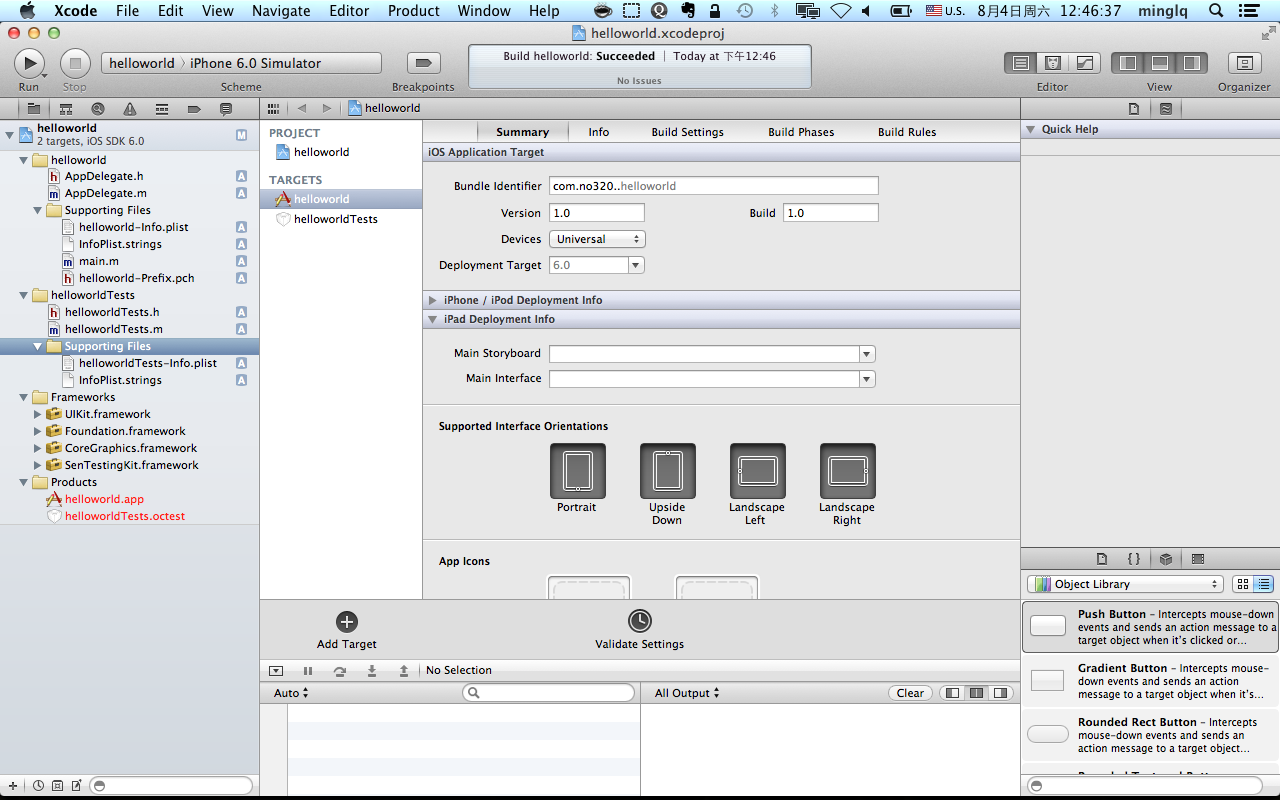 Xcode File Edit View Navigate Editor Product Window Help U.S. 8月4日周六 12:46:37 minglq
helloworld.xcodeproj
helloworld 〉 iPhone 6.0 Simulator
Build helloworld: Succeeded | Today at 下午12:46
No Issues
Run Stop Scheme Breakpoints Editor View Organizer
helloworld
2 targets, iOS SDK 6.0
M
helloworld
AppDelegate.h A
AppDelegate.m A
Supporting Files
helloworld-Info.plist A
InfoPlist.strings A
main.m A
helloworld-Prefix.pch A
helloworldTests
helloworldTests.h A
helloworldTests.m A
Supporting Files
helloworldTests-Info.plist A
InfoPlist.strings A
Frameworks
UIKit.framework
Foundation.framework
CoreGraphics.framework
SenTestingKit.framework
Products
helloworld.app
helloworldTests.octest
helloworld
PROJECT
helloworld
TARGETS
helloworld
helloworldTests
Summary Info Build Settings Build Phases Build Rules
iOS Application Target
Bundle Identifier com.no320..helloworld
Version 1.0 Build 1.0
Devices Universal
Deployment Target 6.0
iPhone / iPod Deployment Info
iPad Deployment Info
Main Storyboard
Main Interface
Supported Interface Orientations
Portrait
Upside
Down
Landscape
Left
Landscape
Right
App Icons
Add Target Validate Settings
No Selection
Auto All Output Clear
Quick Help
{}
Object Library
Push Button – Intercepts mouse-down
events and sends an action message to a
target object when it's clicked or…
Gradient Button – Intercepts mouse-
down events and sends an action
message to a target object when it's…
Rounded Rect Button – Intercepts
mouse-down events and sends an
action message to a target object…